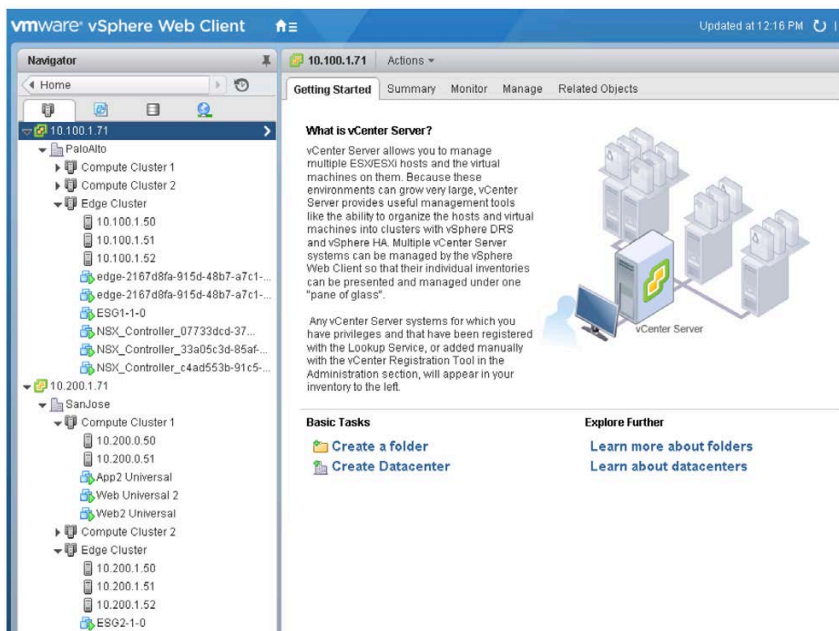 vmware® vSphere Web Client
Updated at 12:16 PM
Navigator
Home
10.100.1.71
PaloAlto
Compute Cluster 1
Compute Cluster 2
Edge Cluster
10.100.1.50
10.100.1.51
10.100.1.52
edge-2167d8fa-915d-48b7-a7c1-...
edge-2167d8fa-915d-48b7-a7c1-...
ESG1-1-0
NSX_Controller_07733dcd-37...
NSX_Controller_33a05c3d-85af-...
NSX_Controller_c4ad553b-91c5-...
10.200.1.71
SanJose
Compute Cluster 1
10.200.0.50
10.200.0.51
App2 Universal
Web Universal 2
Web2 Universal
Compute Cluster 2
Edge Cluster
10.200.1.50
10.200.1.51
10.200.1.52
ESG2-1-0
10.100.1.71 Actions
Getting Started Summary Monitor Manage Related Objects
What is vCenter Server?
vCenter Server allows you to manage
multiple ESX/ESXi hosts and the virtual
machines on them. Because these
environments can grow very large, vCenter
Server provides useful management tools
like the ability to organize the hosts and virtual
machines into clusters with vSphere DRS
and vSphere HA. Multiple vCenter Server
systems can be managed by the vSphere
Web Client so that their individual inventories
can be presented and managed under one
"pane of glass".
Any vCenter Server systems for which you
have privileges and that have been registered
with the Lookup Service, or added manually
with the vCenter Registration Tool in the
Administration section, will appear in your
inventory to the left.
vCenter Server
Basic Tasks
Create a folder
Create Datacenter
Explore Further
Learn more about folders
Learn about datacenters